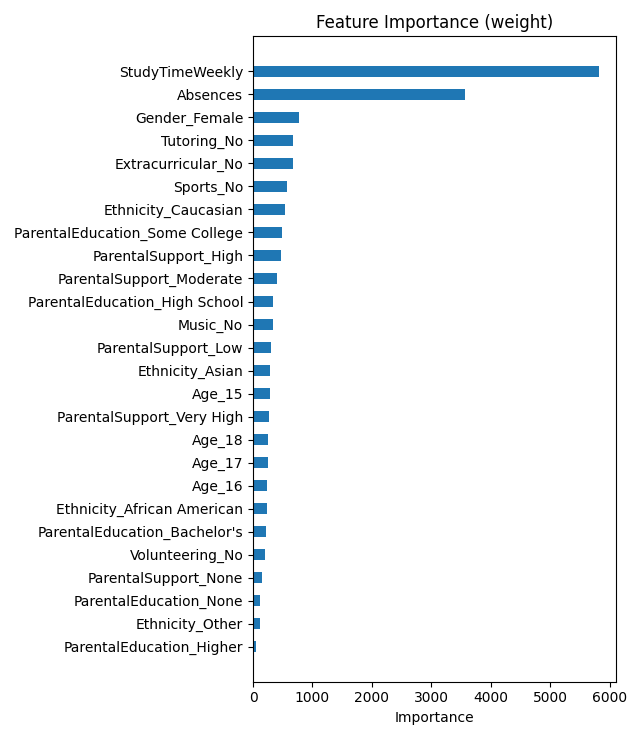 Feature Importance (weight)
StudyTimeWeekly
Absences
Gender_Female
Tutoring_No
Extracurricular_No
Sports_No
Ethnicity_Caucasian
ParentalEducation_Some College
ParentalSupport_High
ParentalSupport_Moderate
ParentalEducation_High School
Music_No
ParentalSupport_Low
Ethnicity_Asian
Age_15
ParentalSupport_Very High
Age_18
Age_17
Age_16
Ethnicity_African American
ParentalEducation_Bachelor's
Volunteering_No
ParentalSupport_None
ParentalEducation_None
Ethnicity_Other
ParentalEducation_Higher
0 1000 2000 3000 4000 5000 6000
Importance